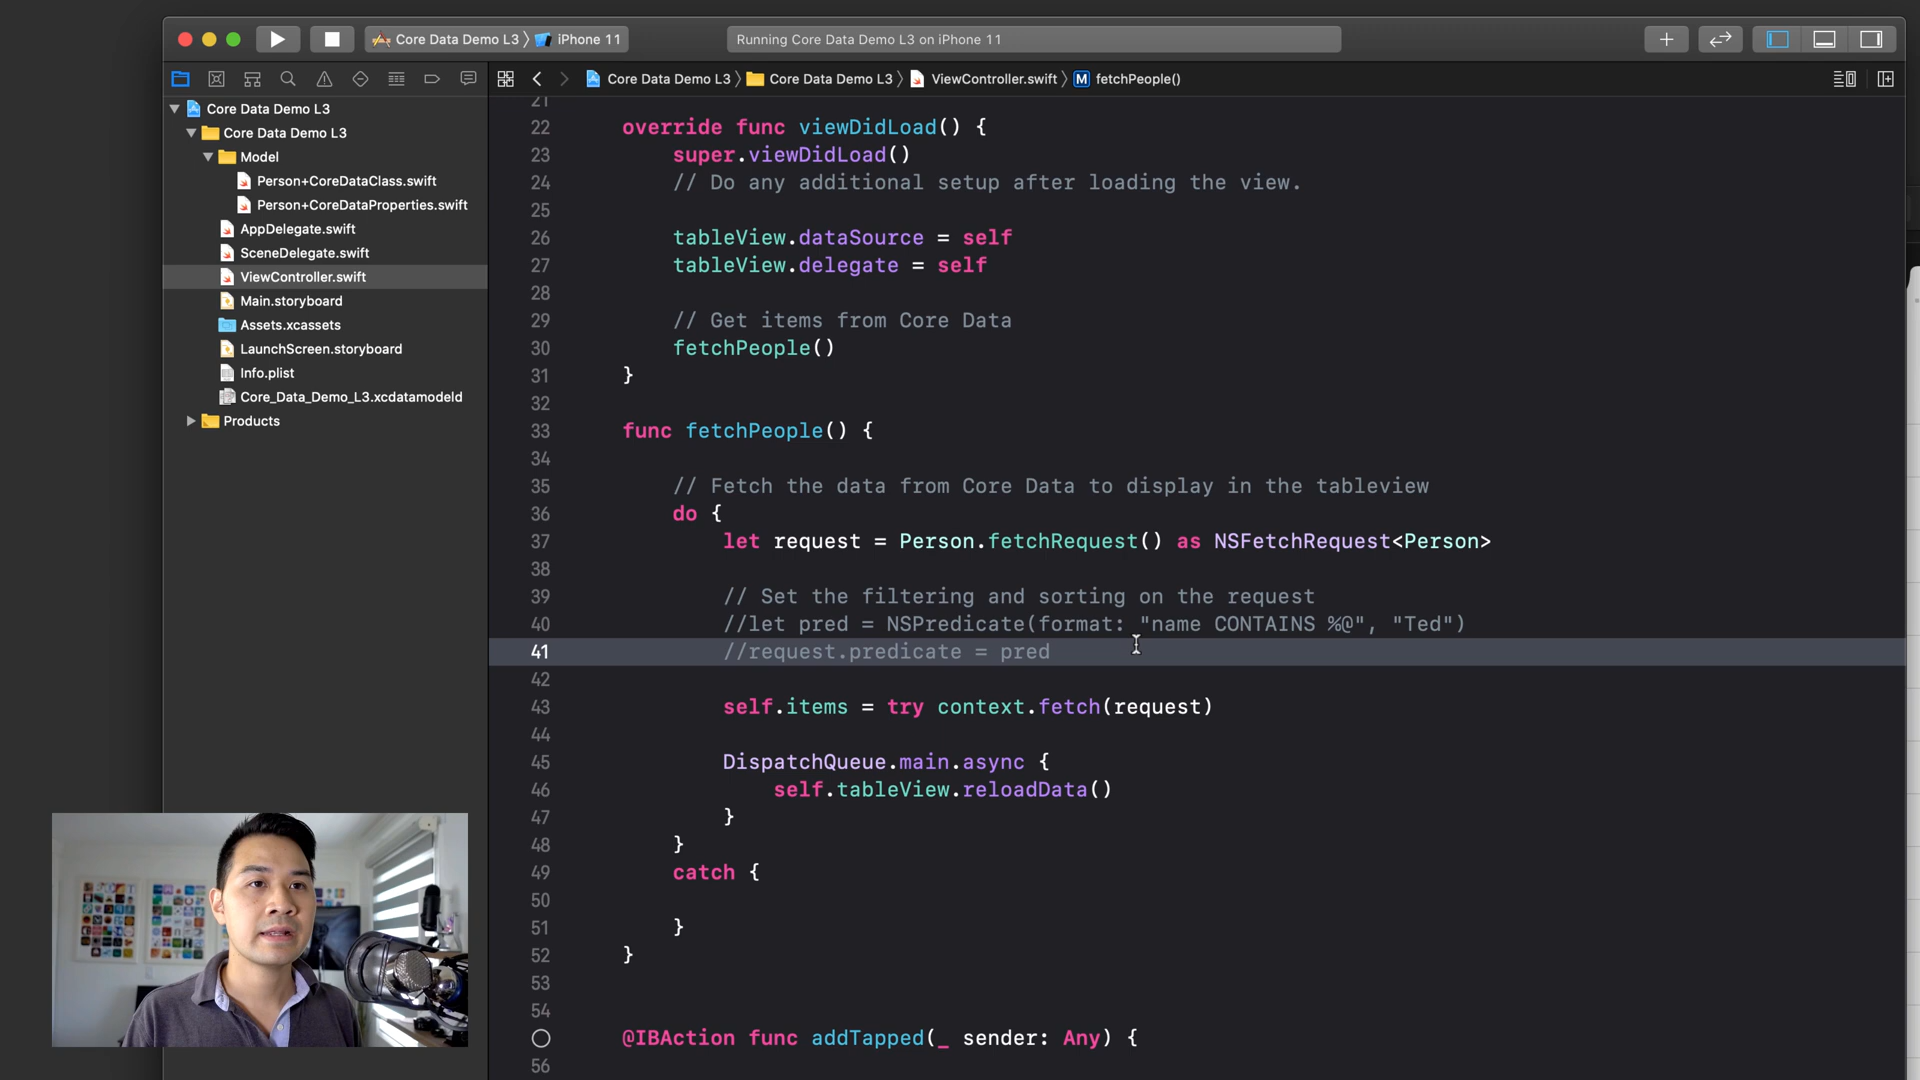 Core Data Demo L3 〉 iPhone 11
Running Core Data Demo L3 on iPhone 11
Core Data Demo L3 〉 Core Data Demo L3 〉 ViewController.swift 〉 M fetchPeople()
Core Data Demo L3
Core Data Demo L3
Model
Person+CoreDataClass.swift
Person+CoreDataProperties.swift
AppDelegate.swift
SceneDelegate.swift
ViewController.swift
Main.storyboard
Assets.xcassets
LaunchScreen.storyboard
Info.plist
Core_Data_Demo_L3.xcdatamodeld
Products
21
22 override func viewDidLoad() {
23 super.viewDidLoad()
24 // Do any additional setup after loading the view.
25
26 tableView.dataSource = self
27 tableView.delegate = self
28
29 // Get items from Core Data
30 fetchPeople()
31 }
32
33 func fetchPeople() {
34
35 // Fetch the data from Core Data to display in the tableview
36 do {
37 let request = Person.fetchRequest() as NSFetchRequest<Person>
38
39 // Set the filtering and sorting on the request
40 //let pred = NSPredicate(format: "name CONTAINS %@", "Ted")
41 //request.predicate = pred
42
43 self.items = try context.fetch(request)
44
45 DispatchQueue.main.async {
46 self.tableView.reloadData()
47 }
48 }
49 catch {
50
51 }
52 }
53
54
@IBAction func addTapped(_ sender: Any) {
56